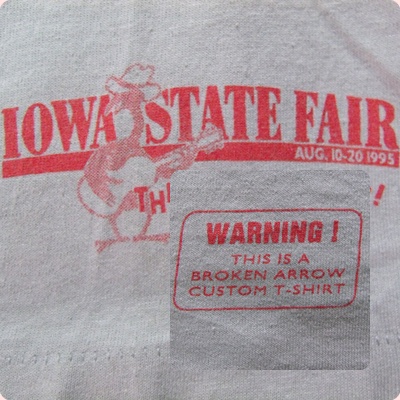 IOWA STATE FAIR
AUG. 10-20 1995
WARNING !
THIS IS A
BROKEN ARROW
CUSTOM T-SHIRT